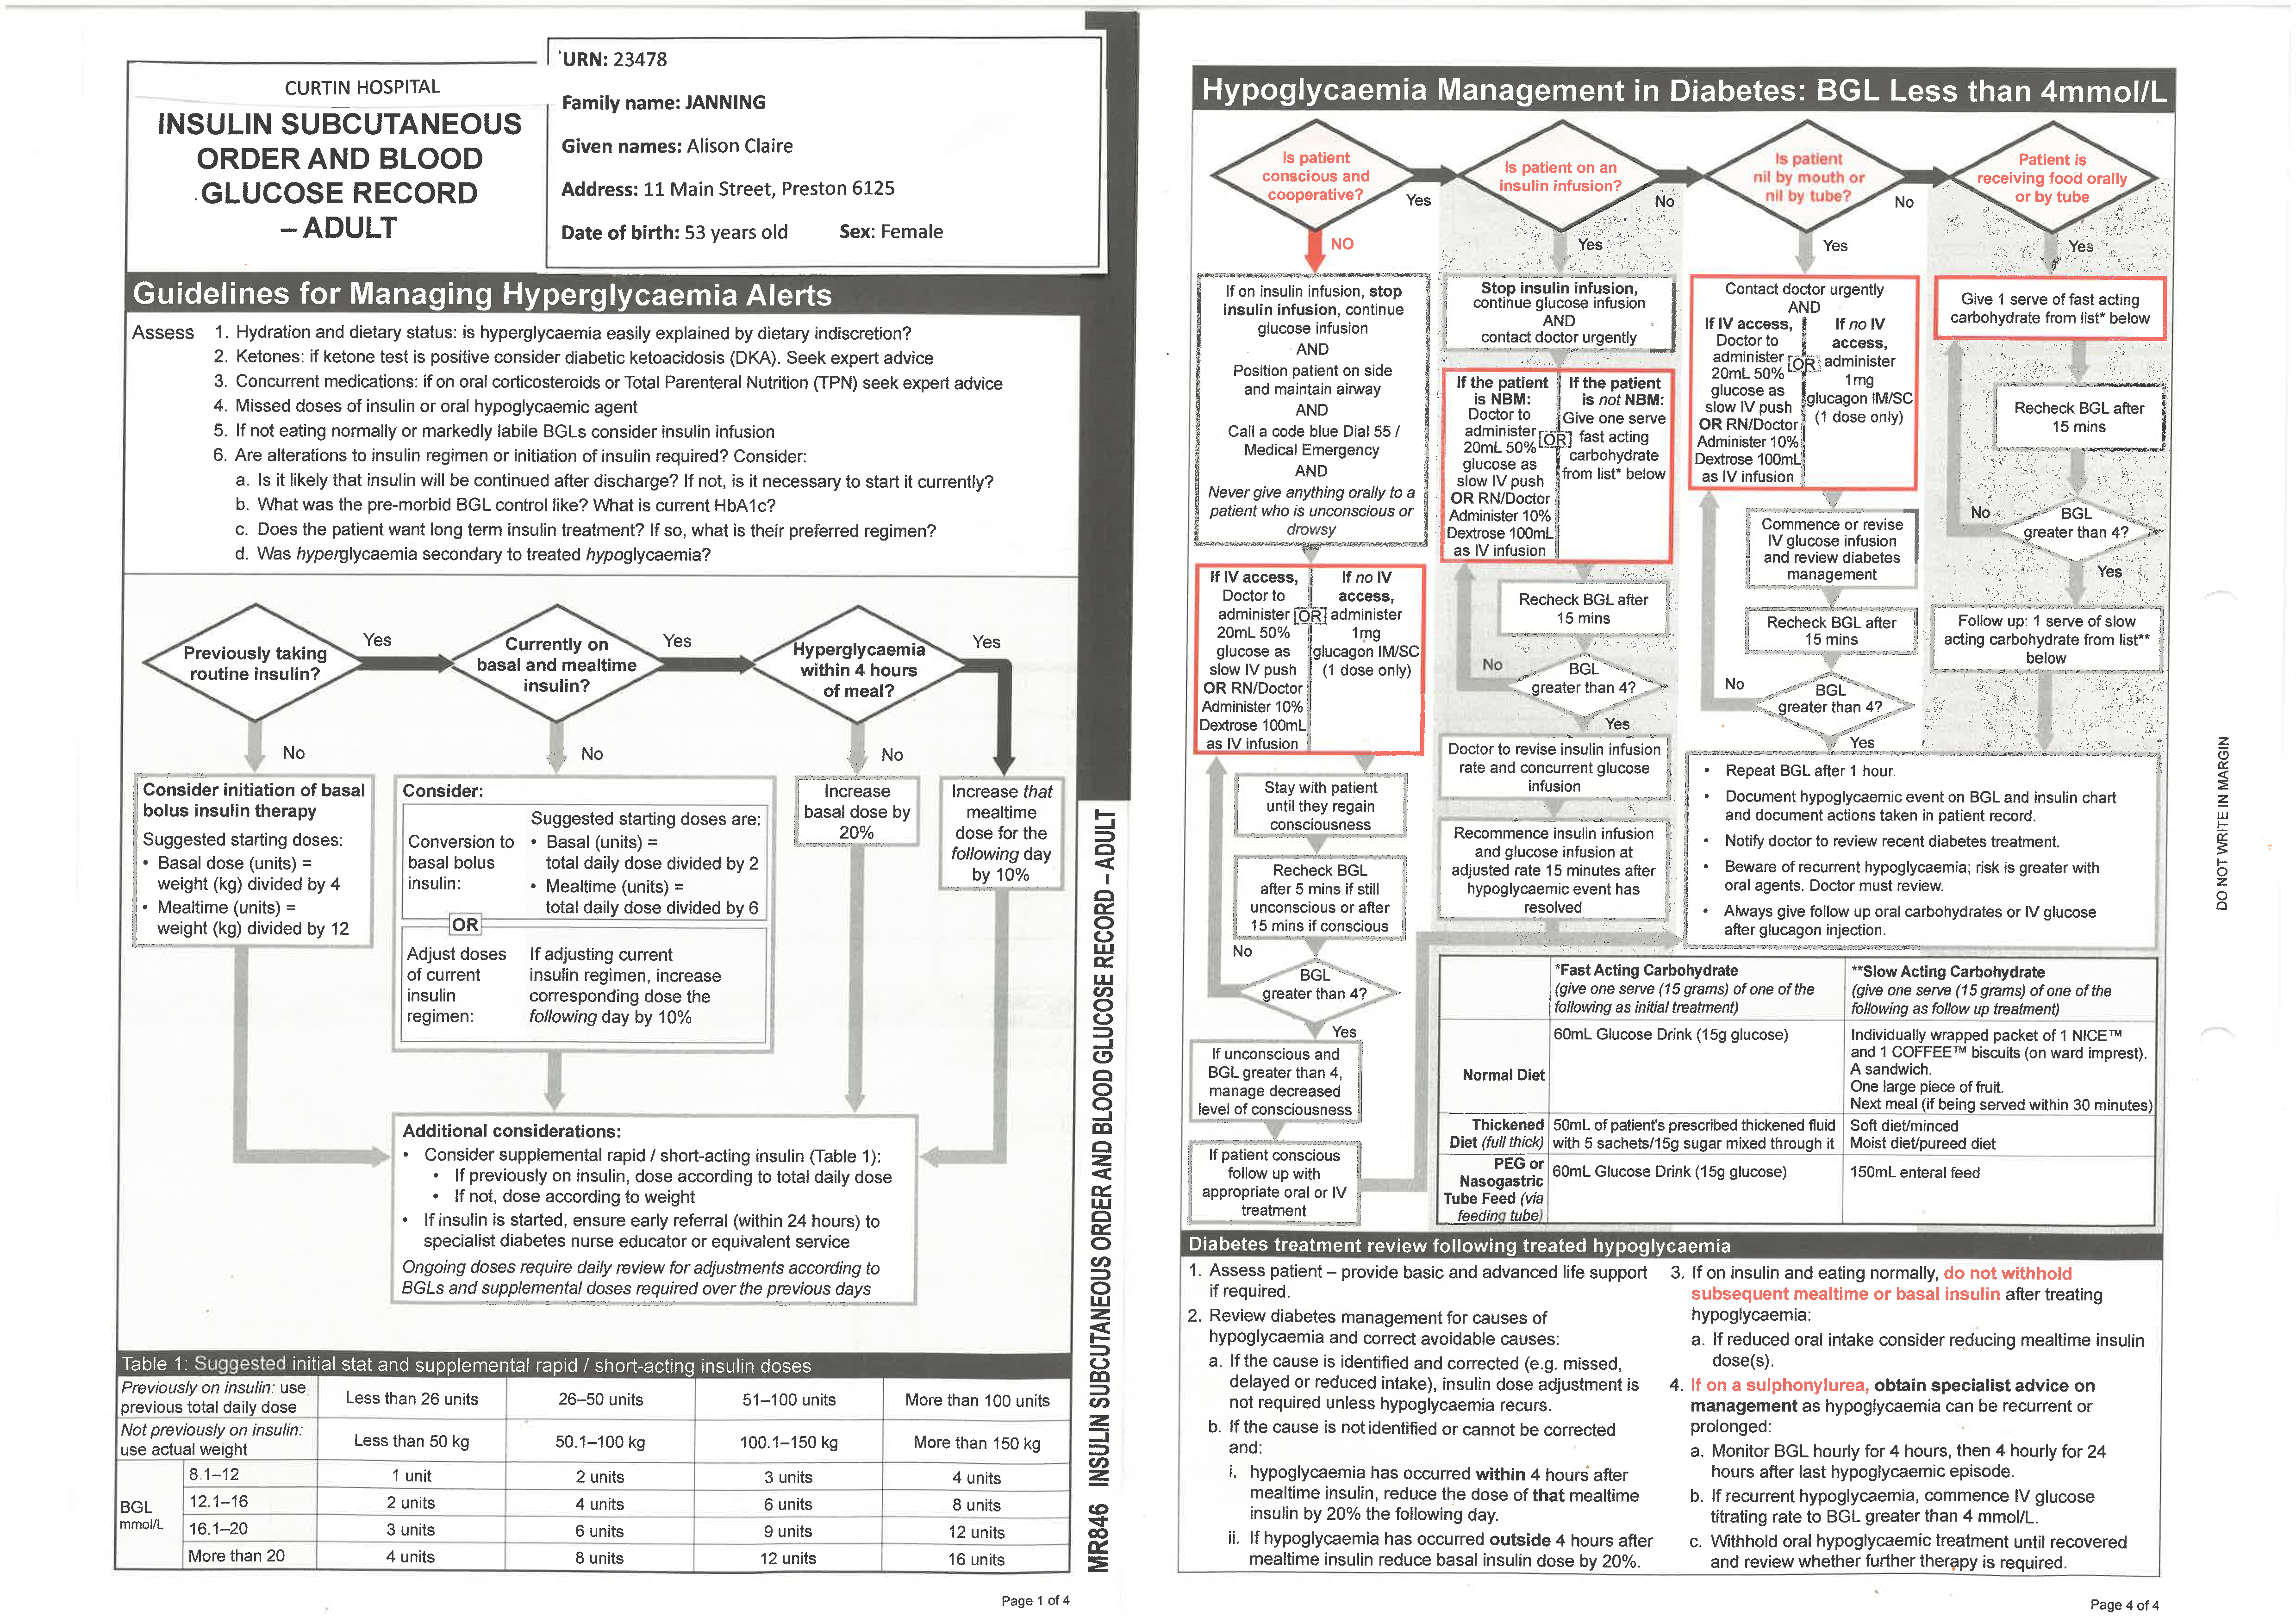 CURTIN HOSPITAL
INSULIN SUBCUTANEOUS
ORDER AND BLOOD
GLUCOSE RECORD
– ADULT
URN: 23478
Family name: JANNING
Given names: Alison Claire
Address: 11 Main Street, Preston 6125
Date of birth: 53 years old Sex: Female
Guidelines for Managing Hyperglycaemia Alerts
Assess 1. Hydration and dietary status: is hyperglycaemia easily explained by dietary indiscretion?
2. Ketones: if ketone test is positive consider diabetic ketoacidosis (DKA). Seek expert advice
3. Concurrent medications: if on oral corticosteroids or Total Parenteral Nutrition (TPN) seek expert advice
4. Missed doses of insulin or oral hypoglycaemic agent
5. If not eating normally or markedly labile BGLs consider insulin infusion
6. Are alterations to insulin regimen or initiation of insulin required? Consider:
a. Is it likely that insulin will be continued after discharge? If not, is it necessary to start it currently?
b. What was the pre-morbid BGL control like? What is current HbA1c?
c. Does the patient want long term insulin treatment? If so, what is their preferred regimen?
d. Was hyperglycaemia secondary to treated hypoglycaemia?
Previously taking
routine insulin?
Yes
No
Currently on
basal and mealtime
insulin?
Yes
No
Hyperglycaemia
within 4 hours
of meal?
Yes
No
Consider initiation of basal
bolus insulin therapy
Suggested starting doses:
• Basal dose (units) =
weight (kg) divided by 4
• Mealtime (units) =
weight (kg) divided by 12
Consider:
Conversion to
basal bolus
insulin:
Suggested starting doses are:
• Basal (units) =
total daily dose divided by 2
• Mealtime (units) =
total daily dose divided by 6
OR
Adjust doses
of current
insulin
regimen:
If adjusting current
insulin regimen, increase
corresponding dose the
following day by 10%
Increase
basal dose by
20%
Increase that
mealtime
dose for the
following day
by 10%
Additional considerations:
• Consider supplemental rapid / short-acting insulin (Table 1):
• If previously on insulin, dose according to total daily dose
• If not, dose according to weight
• If insulin is started, ensure early referral (within 24 hours) to
specialist diabetes nurse educator or equivalent service
Ongoing doses require daily review for adjustments according to
BGLs and supplemental doses required over the previous days
Table 1: Suggested initial stat and supplemental rapid / short-acting insulin doses
Previously on insulin: use
previous total daily dose
Less than 26 units 26–50 units 51–100 units More than 100 units
Not previously on insulin:
use actual weight
Less than 50 kg 50.1–100 kg 100.1–150 kg More than 150 kg
BGL
mmol/L
8.1–12 1 unit 2 units 3 units 4 units
12.1–16 2 units 4 units 6 units 8 units
16.1–20 3 units 6 units 9 units 12 units
More than 20 4 units 8 units 12 units 16 units
Page 1 of 4
MR846 INSULIN SUBCUTANEOUS ORDER AND BLOOD GLUCOSE RECORD – ADULT
Hypoglycaemia Management in Diabetes: BGL Less than 4mmol/L
Is patient
conscious and
cooperative?
Yes
NO
If on insulin infusion, stop
insulin infusion, continue
glucose infusion
AND
Position patient on side
and maintain airway
AND
Call a code blue Dial 55 /
Medical Emergency
AND
Never give anything orally to a
patient who is unconscious or
drowsy
If IV access,
Doctor to
administer
20mL 50%
glucose as
slow IV push
OR RN/Doctor
Administer 10%
Dextrose 100mL
as IV infusion
OR
If no IV
access,
administer
1mg
glucagon IM/SC
(1 dose only)
Stay with patient
until they regain
consciousness
Recheck BGL
after 5 mins if still
unconscious or after
15 mins if conscious
No
BGL
greater than 4?
Yes
If unconscious and
BGL greater than 4,
manage decreased
level of consciousness
If patient conscious
follow up with
appropriate oral or IV
treatment
Is patient on an
insulin infusion?
No
Yes
Stop insulin infusion,
continue glucose infusion
AND
contact doctor urgently
If the patient
is NBM:
Doctor to
administer
20mL 50%
glucose as
slow IV push
OR RN/Doctor
Administer 10%
Dextrose 100mL
as IV infusion
OR
If the patient
is not NBM:
Give one serve
fast acting
carbohydrate
from list* below
Recheck BGL after
15 mins
No
BGL
greater than 4?
Yes
Doctor to revise insulin infusion
rate and concurrent glucose
infusion
Recommence insulin infusion
and glucose infusion at
adjusted rate 15 minutes after
hypoglycaemic event has
resolved
Is patient
nil by mouth or
nil by tube?
No
Yes
Contact doctor urgently
AND
If IV access,
Doctor to
administer
20mL 50%
glucose as
slow IV push
OR RN/Doctor
Administer 10%
Dextrose 100mL
as IV infusion
OR
If no IV
access,
administer
1mg
glucagon IM/SC
(1 dose only)
Commence or revise
IV glucose infusion
and review diabetes
management
Recheck BGL after
15 mins
No
BGL
greater than 4?
Yes
Patient is
receiving food orally
or by tube
Yes
Give 1 serve of fast acting
carbohydrate from list* below
Recheck BGL after
15 mins
No
BGL
greater than 4?
Yes
Follow up: 1 serve of slow
acting carbohydrate from list**
below
• Repeat BGL after 1 hour.
• Document hypoglycaemic event on BGL and insulin chart
and document actions taken in patient record.
• Notify doctor to review recent diabetes treatment.
• Beware of recurrent hypoglycaemia; risk is greater with
oral agents. Doctor must review.
• Always give follow up oral carbohydrates or IV glucose
after glucagon injection.
*Fast Acting Carbohydrate
(give one serve (15 grams) of one of the
following as initial treatment)
**Slow Acting Carbohydrate
(give one serve (15 grams) of one of the
following as follow up treatment)
Normal Diet
60mL Glucose Drink (15g glucose)
Individually wrapped packet of 1 NICE™
and 1 COFFEE™ biscuits (on ward imprest).
A sandwich.
One large piece of fruit.
Next meal (if being served within 30 minutes)
Thickened
Diet (full thick)
50mL of patient's prescribed thickened fluid
with 5 sachets/15g sugar mixed through it
Soft diet/minced
Moist diet/pureed diet
PEG or
Nasogastric
Tube Feed (via
feeding tube)
60mL Glucose Drink (15g glucose)
150mL enteral feed
Diabetes treatment review following treated hypoglycaemia
1. Assess patient – provide basic and advanced life support
if required.
2. Review diabetes management for causes of
hypoglycaemia and correct avoidable causes:
a. If the cause is identified and corrected (e.g. missed,
delayed or reduced intake), insulin dose adjustment is
not required unless hypoglycaemia recurs.
b. If the cause is not identified or cannot be corrected
and:
i. hypoglycaemia has occurred within 4 hours after
mealtime insulin, reduce the dose of that mealtime
insulin by 20% the following day.
ii. If hypoglycaemia has occurred outside 4 hours after
mealtime insulin reduce basal insulin dose by 20%.
3. If on insulin and eating normally, do not withhold
subsequent mealtime or basal insulin after treating
hypoglycaemia:
a. If reduced oral intake consider reducing mealtime insulin
dose(s).
4. If on a sulphonylurea, obtain specialist advice on
management as hypoglycaemia can be recurrent or
prolonged:
a. Monitor BGL hourly for 4 hours, then 4 hourly for 24
hours after last hypoglycaemic episode.
b. If recurrent hypoglycaemia, commence IV glucose
titrating rate to BGL greater than 4 mmol/L.
c. Withhold oral hypoglycaemic treatment until recovered
and review whether further therapy is required.
DO NOT WRITE IN MARGIN
Page 4 of 4